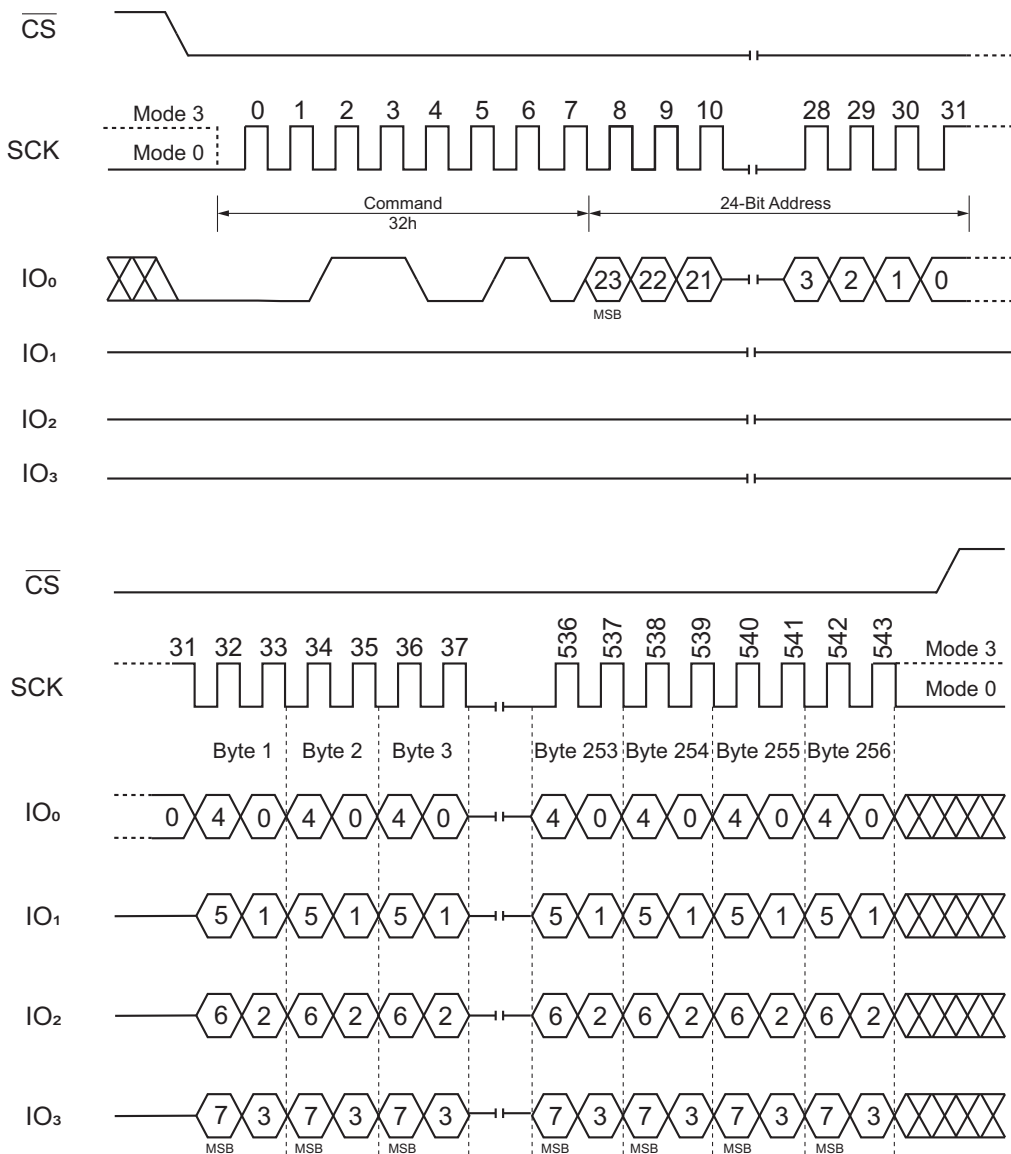 CS
0 1 2 3 4 5 6 7 8 9 10 28 29 30 31
Mode 3
SCK
Mode 0
Command
32h
24-Bit Address
IO₀
23 22 21 3 2 1 0
MSB
IO₁
IO₂
IO₃
CS
31 32 33 34 35 36 37 536 537 538 539 540 541 542 543
Mode 3
SCK
Mode 0
Byte 1 Byte 2 Byte 3 Byte 253 Byte 254 Byte 255 Byte 256
IO₀ 0 4 0 4 0 4 0 4 0 4 0 4 0 4 0
IO₁ 5 1 5 1 5 1 5 1 5 1 5 1 5 1
IO₂ 6 2 6 2 6 2 6 2 6 2 6 2 6 2
IO₃ 7 3 7 3 7 3 7 3 7 3 7 3 7 3
MSB MSB MSB MSB MSB MSB MSB